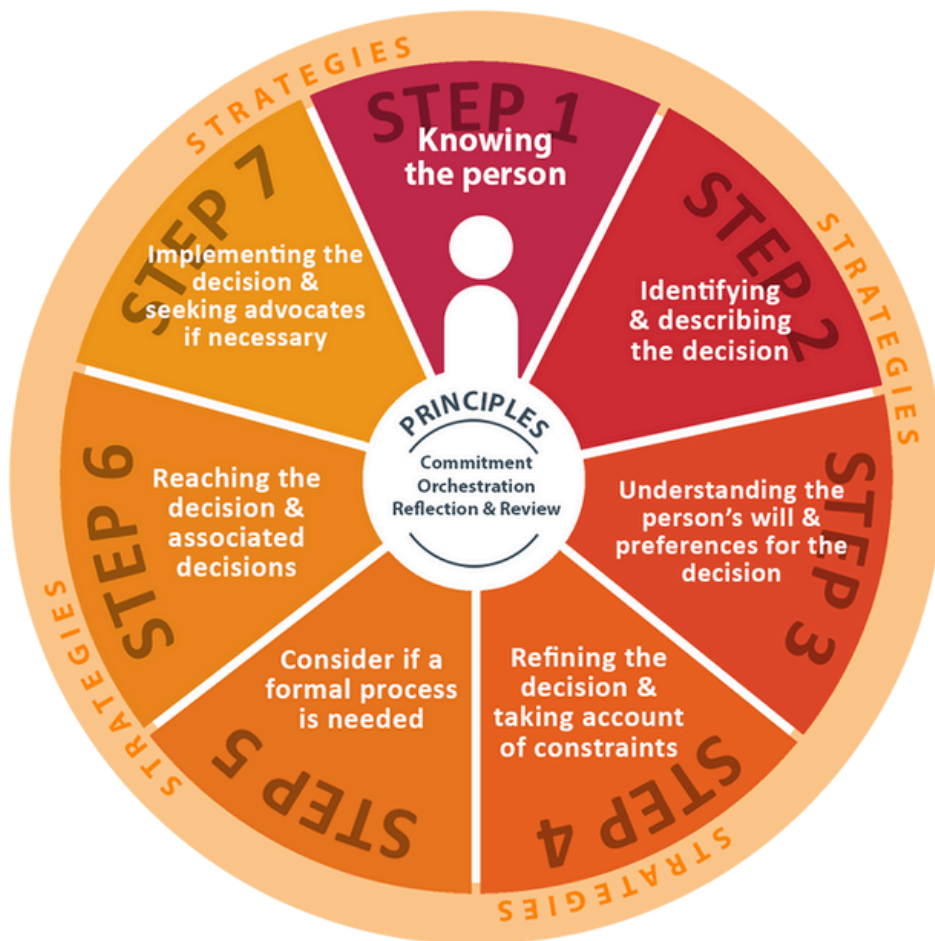 STRATEGIES
STEP 1
Knowing
the person
STRATEGIES
STEP 2
Identifying
& describing
the decision
STEP 3
Understanding the
person's will &
preferences for the
decision
STEP 4
Refining the
decision &
taking account
of constraints
STRATEGIES
STEP 5
Consider if a
formal process
is needed
STEP 6
Reaching the
decision &
associated
decisions
STRATEGIES
STEP 7
Implementing the
decision &
seeking advocates
if necessary
PRINCIPLES
Commitment
Orchestration
Reflection & Review